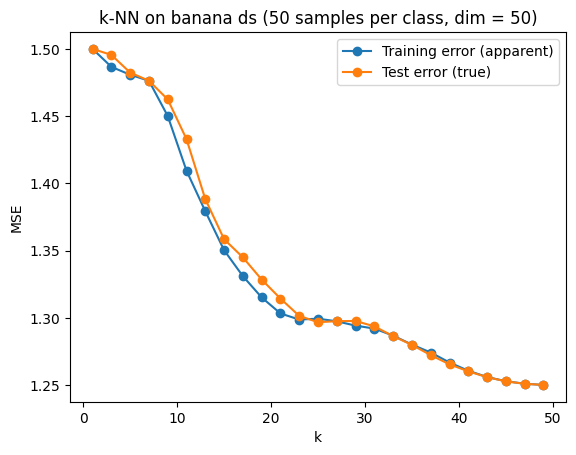 k-NN on banana ds (50 samples per class, dim = 50)
Training error (apparent)
Test error (true)
MSE
1.50
1.45
1.40
1.35
1.30
1.25
0 10 20 30 40 50
k